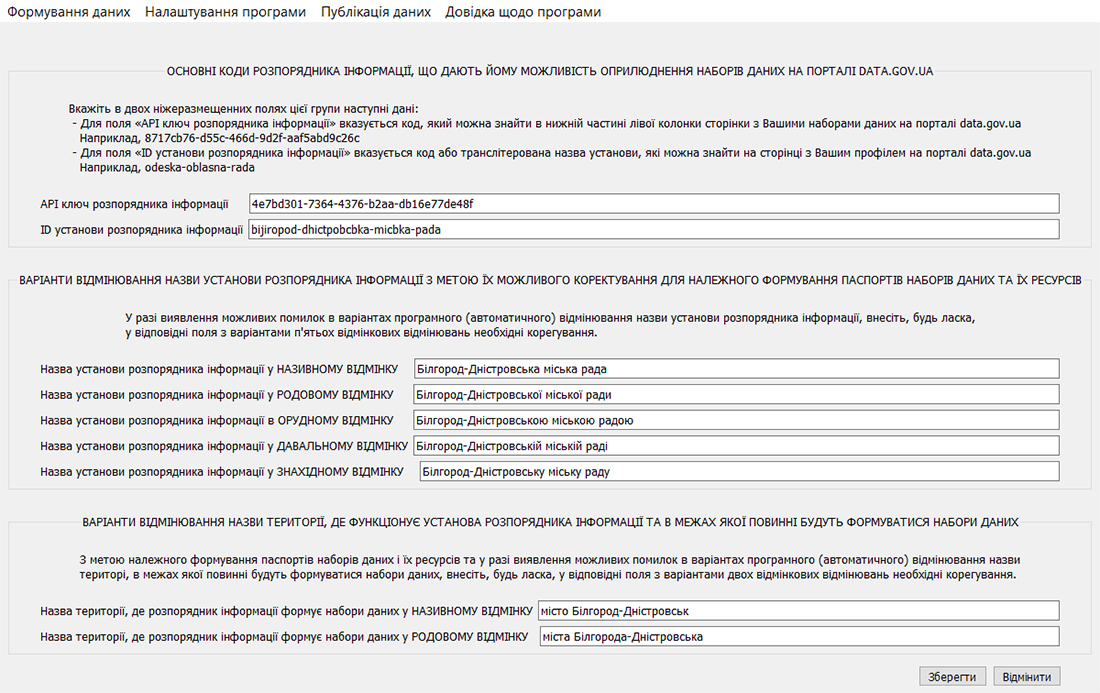 Формування даних Налаштування програми Публікація даних Довідка щодо програми
ОСНОВНІ КОДИ РОЗПОРЯДНИКА ІНФОРМАЦІЇ, ЩО ДАЮТЬ ЙОМУ МОЖЛИВІСТЬ ОПРИЛЮДНЕННЯ НАБОРІВ ДАНИХ НА ПОРТАЛІ DATA.GOV.UA
Вкажіть в двох ніжеразмещенних полях цієї групи наступні дані:
- Для поля «API ключ розпорядника інформації» вказується код, який можна знайти в нижній частині лівої колонки сторінки з Вашими наборами даних на порталі data.gov.ua
Наприклад, 8717cb76-d55c-466d-9d2f-aaf5abd9c26c
- Для поля «ID установи розпорядника інформації» вказується код або транслітерована назва установи, які можна знайти на сторінці з Вашим профілем на порталі data.gov.ua
Наприклад, odeska-oblasna-rada
API ключ розпорядника інформації 4e7bd301-7364-4376-b2aa-db16e77de48f
ID установи розпорядника інформації bijiropod-dhictpobcbka-micbka-pada
ВАРІАНТИ ВІДМІНЮВАННЯ НАЗВИ УСТАНОВИ РОЗПОРЯДНИКА ІНФОРМАЦІЇ З МЕТОЮ ЇХ МОЖЛИВОГО КОРЕКТУВАННЯ ДЛЯ НАЛЕЖНОГО ФОРМУВАННЯ ПАСПОРТІВ НАБОРІВ ДАНИХ ТА ЇХ РЕСУРСІВ
У разі виявлення можливих помилок в варіантах програмного (автоматичного) відмінювання назви установи розпорядника інформації, внесіть, будь ласка,
у відповідні поля з варіантами п'ятьох відмінкових відмінювань необхідні корегування.
Назва установи розпорядника інформації у НАЗИВНОМУ ВІДМІНКУ Білгород-Дністровська міська рада
Назва установи розпорядника інформації у РОДОВОМУ ВІДМІНКУ Білгород-Дністровської міської ради
Назва установи розпорядника інформації в ОРУДНОМУ ВІДМІНКУ Білгород-Дністровською міською радою
Назва установи розпорядника інформації у ДАВАЛЬНОМУ ВІДМІНКУ Білгород-Дністровській міській раді
Назва установи розпорядника інформації у ЗНАХІДНОМУ ВІДМІНКУ Білгород-Дністровську міську раду
ВАРІАНТИ ВІДМІНЮВАННЯ НАЗВИ ТЕРИТОРІЇ, ДЕ ФУНКЦІОНУЄ УСТАНОВА РОЗПОРЯДНИКА ІНФОРМАЦІЇ ТА В МЕЖАХ ЯКОЇ ПОВИННІ БУДУТЬ ФОРМУВАТИСЯ НАБОРИ ДАНИХ
З метою належного формування паспортів наборів даних і їх ресурсів та у разі виявлення можливих помилок в варіантах програмного (автоматичного) відмінювання назви
територі, в межах якої повинні будуть формуватися набори даних, внесіть, будь ласка, у відповідні поля з варіантами двох відмінкових відмінювань необхідні корегування.
Назва території, де розпорядник інформації формує набори даних у НАЗИВНОМУ ВІДМІНКУ місто Білгород-Дністровськ
Назва території, де розпорядник інформації формує набори даних у РОДОВОМУ ВІДМІНКУ міста Білгорода-Дністровська
Зберегти Відмінити